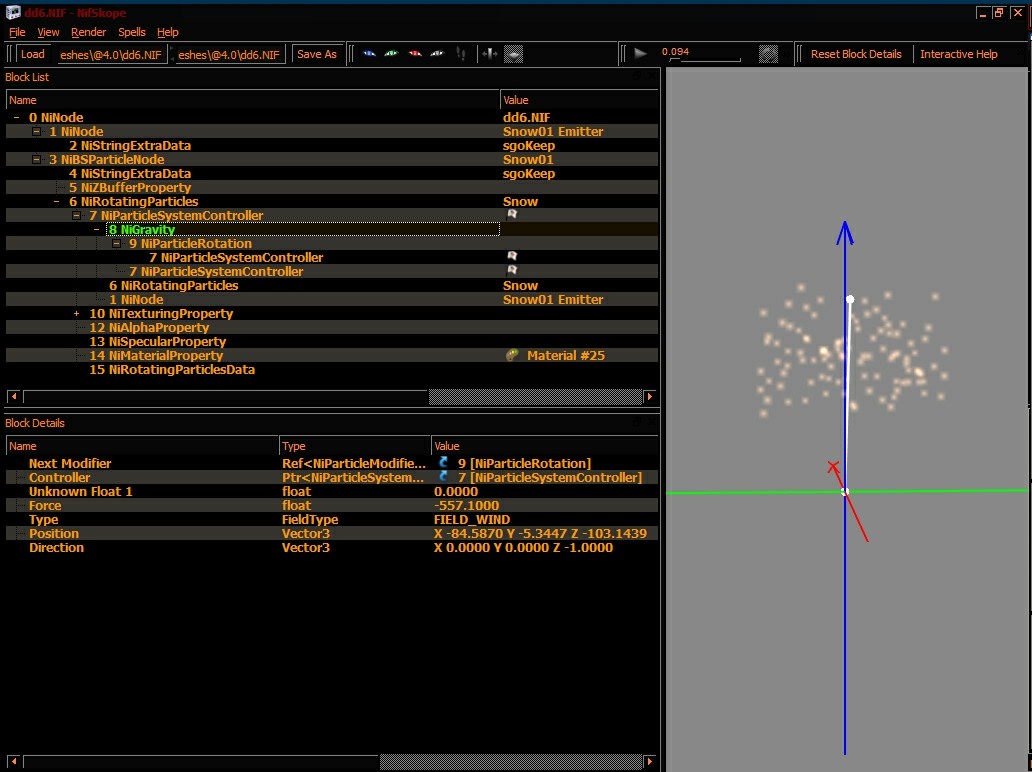 dd6.NIF - NifSkope
File View Render Spells Help
Load eshes\@4.0\dd6.NIF eshes\@4.0\dd6.NIF Save As 0.094 Reset Block Details Interactive Help
Block List
Name Value
0 NiNode dd6.NIF
1 NiNode Snow01 Emitter
2 NiStringExtraData sgoKeep
3 NiBSParticleNode Snow01
4 NiStringExtraData sgoKeep
5 NiZBufferProperty
6 NiRotatingParticles Snow
7 NiParticleSystemController
8 NiGravity
9 NiParticleRotation
7 NiParticleSystemController
7 NiParticleSystemController
6 NiRotatingParticles Snow
1 NiNode Snow01 Emitter
10 NiTexturingProperty
12 NiAlphaProperty
13 NiSpecularProperty
14 NiMaterialProperty Material #25
15 NiRotatingParticlesData
Block Details
Name Type Value
Next Modifier Ref<NiParticleModifie... 9 [NiParticleRotation]
Controller Ptr<NiParticleSystem... 7 [NiParticleSystemController]
Unknown Float 1 float 0.0000
Force float -557.1000
Type FieldType FIELD_WIND
Position Vector3 X -84.5870 Y -5.3447 Z -103.1439
Direction Vector3 X 0.0000 Y 0.0000 Z -1.0000